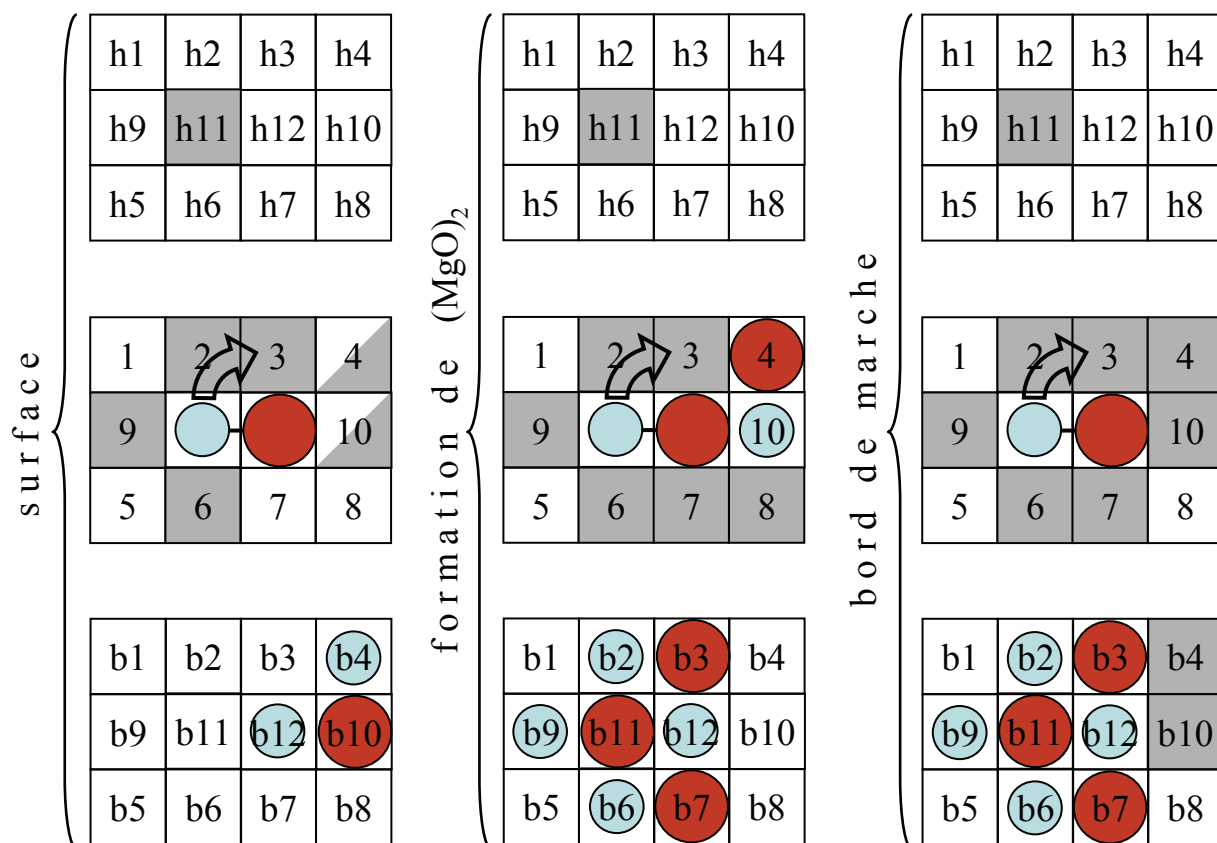 surface
h1 h2 h3 h4
h9 h11 h12 h10
h5 h6 h7 h8
1 2 3 4
9 10
5 6 7 8
b1 b2 b3 b4
b9 b11 b12 b10
b5 b6 b7 b8
formation de (MgO)2
h1 h2 h3 h4
h9 h11 h12 h10
h5 h6 h7 h8
1 2 3 4
9 10
5 6 7 8
b1 b2 b3 b4
b9 b11 b12 b10
b5 b6 b7 b8
bord de marche
h1 h2 h3 h4
h9 h11 h12 h10
h5 h6 h7 h8
1 2 3 4
9 10
5 6 7 8
b1 b2 b3 b4
b9 b11 b12 b10
b5 b6 b7 b8